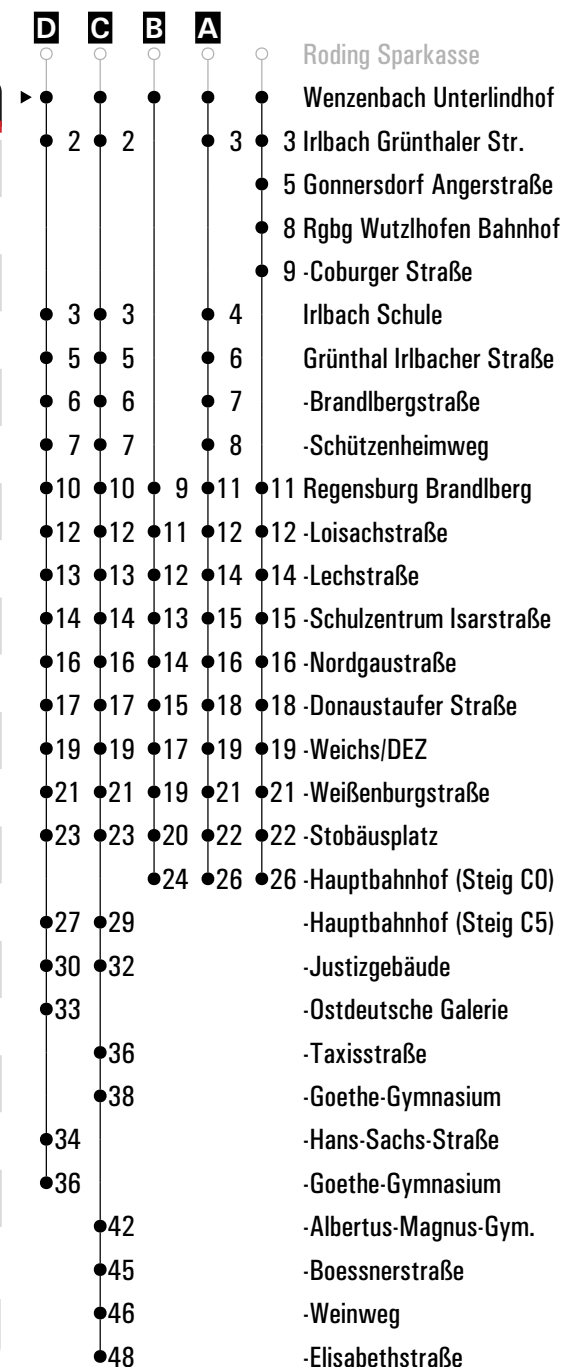 D C B A
Roding Sparkasse
Wenzenbach Unterlindhof
2 2 3 3 Irlbach Grünthaler Str.
5 Gonnersdorf Angerstraße
8 Rgbg Wutzlhofen Bahnhof
9 -Coburger Straße
3 3 4 Irlbach Schule
5 5 6 Grünthal Irlbacher Straße
6 6 7 -Brandlbergstraße
7 7 8 -Schützenheimweg
10 10 9 11 11 Regensburg Brandlberg
12 12 11 12 12 -Loisachstraße
13 13 12 14 14 -Lechstraße
14 14 13 15 15 -Schulzentrum Isarstraße
16 16 14 16 16 -Nordgaustraße
17 17 15 18 18 -Donaustaufer Straße
19 19 17 19 19 -Weichs/DEZ
21 21 19 21 21 -Weißenburgstraße
23 23 20 22 22 -Stobäusplatz
24 26 26 -Hauptbahnhof (Steig C0)
27 29 -Hauptbahnhof (Steig C5)
30 32 -Justizgebäude
33 -Ostdeutsche Galerie
36 -Taxisstraße
38 -Goethe-Gymnasium
34 -Hans-Sachs-Straße
36 -Goethe-Gymnasium
42 -Albertus-Magnus-Gym.
45 -Boessnerstraße
46 -Weinweg
48 -Elisabethstraße